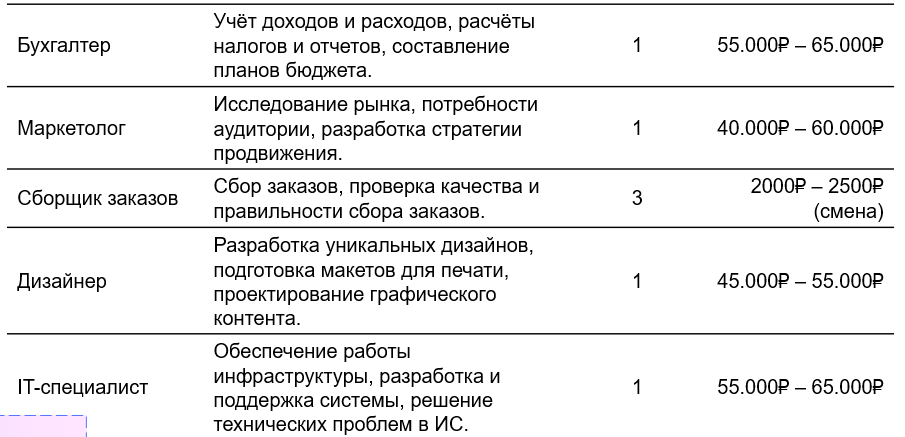 Бухгалтер
Учёт доходов и расходов, расчёты
налогов и отчетов, составление
планов бюджета.
1
55.000₽ – 65.000₽
Маркетолог
Исследование рынка, потребности
аудитории, разработка стратегии
продвижения.
1
40.000₽ – 60.000₽
Сборщик заказов
Сбор заказов, проверка качества и
правильности сбора заказов.
3
2000₽ – 2500₽
(смена)
Дизайнер
Разработка уникальных дизайнов,
подготовка макетов для печати,
проектирование графического
контента.
1
45.000₽ – 55.000₽
IT-специалист
Обеспечение работы
инфраструктуры, разработка и
поддержка системы, решение
технических проблем в ИС.
1
55.000₽ – 65.000₽